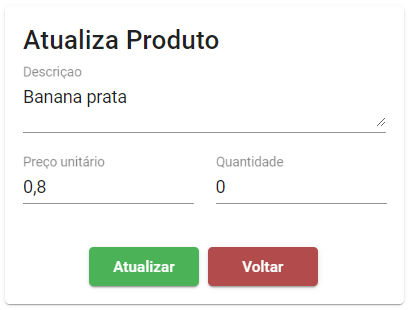 Atualiza Produto
Descriçao
Banana prata
Preço unitário
Quantidade
0,8
0
Atualizar
Voltar